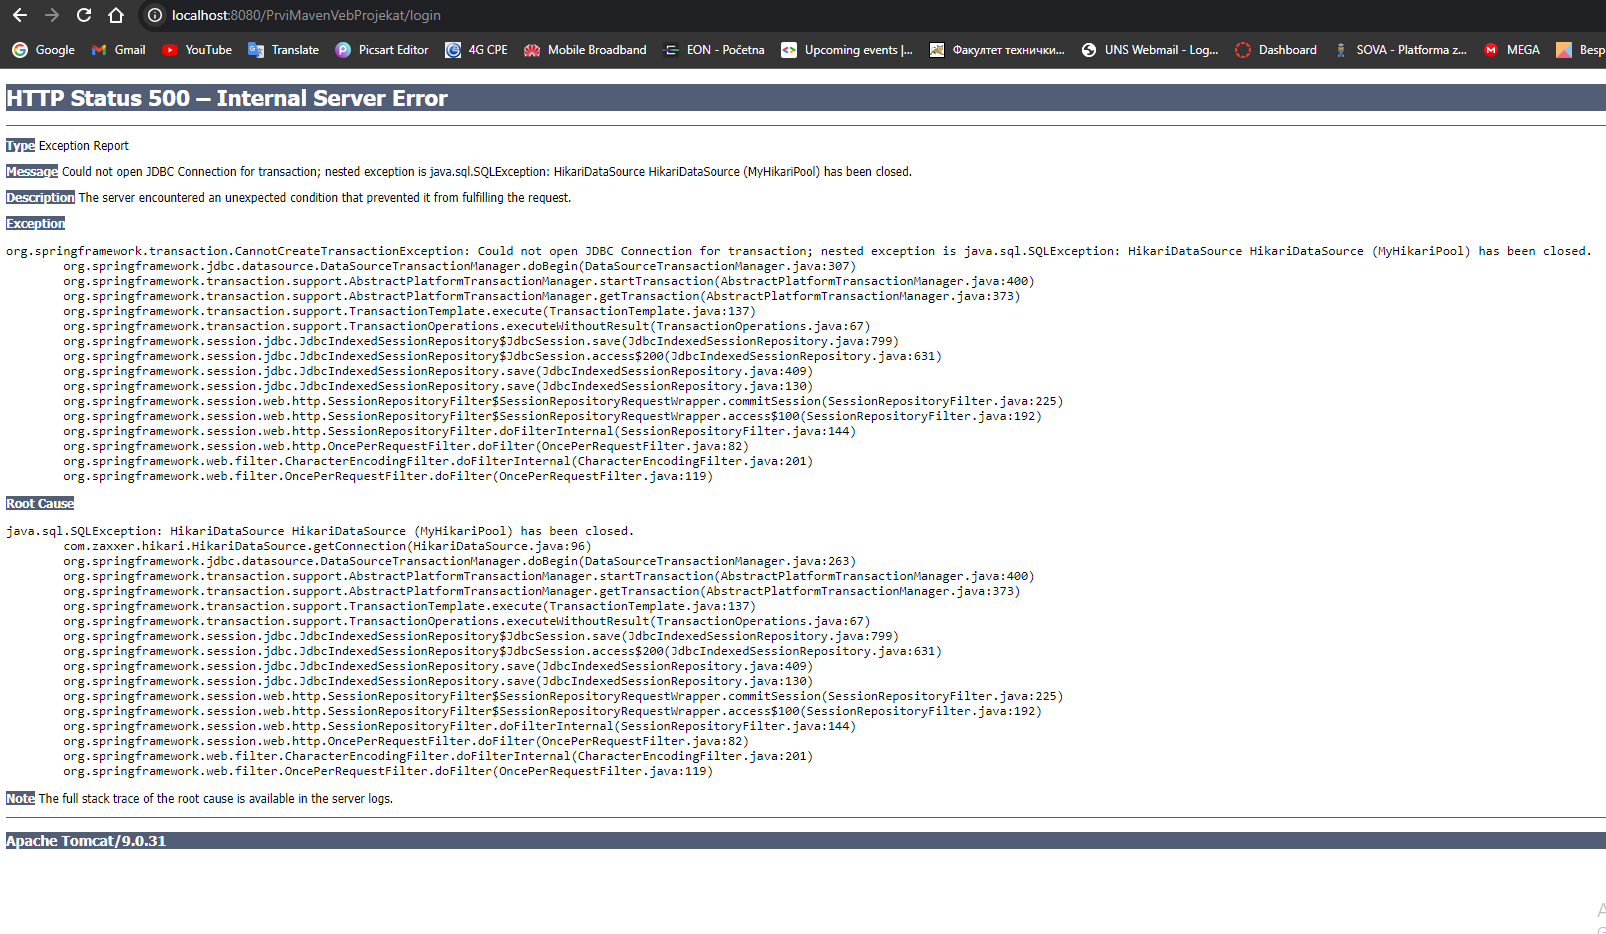 localhost:8080/PrviMavenVebProjekat/login
Google Gmail YouTube Translate Picsart Editor 4G CPE Mobile Broadband EON - Početna Upcoming events |... Факултет технички... UNS Webmail - Log... Dashboard SOVA - Platforma z... MEGA Besp
HTTP Status 500 – Internal Server Error
Type Exception Report
Message Could not open JDBC Connection for transaction; nested exception is java.sql.SQLException: HikariDataSource HikariDataSource (MyHikariPool) has been closed.
Description The server encountered an unexpected condition that prevented it from fulfilling the request.
Exception
org.springframework.transaction.CannotCreateTransactionException: Could not open JDBC Connection for transaction; nested exception is java.sql.SQLException: HikariDataSource HikariDataSource (MyHikariPool) has been closed.
org.springframework.jdbc.datasource.DataSourceTransactionManager.doBegin(DataSourceTransactionManager.java:307)
org.springframework.transaction.support.AbstractPlatformTransactionManager.startTransaction(AbstractPlatformTransactionManager.java:400)
org.springframework.transaction.support.AbstractPlatformTransactionManager.getTransaction(AbstractPlatformTransactionManager.java:373)
org.springframework.transaction.support.TransactionTemplate.execute(TransactionTemplate.java:137)
org.springframework.transaction.support.TransactionOperations.executeWithoutResult(TransactionOperations.java:67)
org.springframework.session.jdbc.JdbcIndexedSessionRepository$JdbcSession.save(JdbcIndexedSessionRepository.java:799)
org.springframework.session.jdbc.JdbcIndexedSessionRepository$JdbcSession.access$200(JdbcIndexedSessionRepository.java:631)
org.springframework.session.jdbc.JdbcIndexedSessionRepository.save(JdbcIndexedSessionRepository.java:409)
org.springframework.session.jdbc.JdbcIndexedSessionRepository.save(JdbcIndexedSessionRepository.java:130)
org.springframework.session.web.http.SessionRepositoryFilter$SessionRepositoryRequestWrapper.commitSession(SessionRepositoryFilter.java:225)
org.springframework.session.web.http.SessionRepositoryFilter$SessionRepositoryRequestWrapper.access$100(SessionRepositoryFilter.java:192)
org.springframework.session.web.http.SessionRepositoryFilter.doFilterInternal(SessionRepositoryFilter.java:144)
org.springframework.session.web.http.OncePerRequestFilter.doFilter(OncePerRequestFilter.java:82)
org.springframework.web.filter.CharacterEncodingFilter.doFilterInternal(CharacterEncodingFilter.java:201)
org.springframework.web.filter.OncePerRequestFilter.doFilter(OncePerRequestFilter.java:119)
Root Cause
java.sql.SQLException: HikariDataSource HikariDataSource (MyHikariPool) has been closed.
com.zaxxer.hikari.HikariDataSource.getConnection(HikariDataSource.java:96)
org.springframework.jdbc.datasource.DataSourceTransactionManager.doBegin(DataSourceTransactionManager.java:263)
org.springframework.transaction.support.AbstractPlatformTransactionManager.startTransaction(AbstractPlatformTransactionManager.java:400)
org.springframework.transaction.support.AbstractPlatformTransactionManager.getTransaction(AbstractPlatformTransactionManager.java:373)
org.springframework.transaction.support.TransactionTemplate.execute(TransactionTemplate.java:137)
org.springframework.transaction.support.TransactionOperations.executeWithoutResult(TransactionOperations.java:67)
org.springframework.session.jdbc.JdbcIndexedSessionRepository$JdbcSession.save(JdbcIndexedSessionRepository.java:799)
org.springframework.session.jdbc.JdbcIndexedSessionRepository$JdbcSession.access$200(JdbcIndexedSessionRepository.java:631)
org.springframework.session.jdbc.JdbcIndexedSessionRepository.save(JdbcIndexedSessionRepository.java:409)
org.springframework.session.jdbc.JdbcIndexedSessionRepository.save(JdbcIndexedSessionRepository.java:130)
org.springframework.session.web.http.SessionRepositoryFilter$SessionRepositoryRequestWrapper.commitSession(SessionRepositoryFilter.java:225)
org.springframework.session.web.http.SessionRepositoryFilter$SessionRepositoryRequestWrapper.access$100(SessionRepositoryFilter.java:192)
org.springframework.session.web.http.SessionRepositoryFilter.doFilterInternal(SessionRepositoryFilter.java:144)
org.springframework.session.web.http.OncePerRequestFilter.doFilter(OncePerRequestFilter.java:82)
org.springframework.web.filter.CharacterEncodingFilter.doFilterInternal(CharacterEncodingFilter.java:201)
org.springframework.web.filter.OncePerRequestFilter.doFilter(OncePerRequestFilter.java:119)
Note The full stack trace of the root cause is available in the server logs.
Apache Tomcat/9.0.31